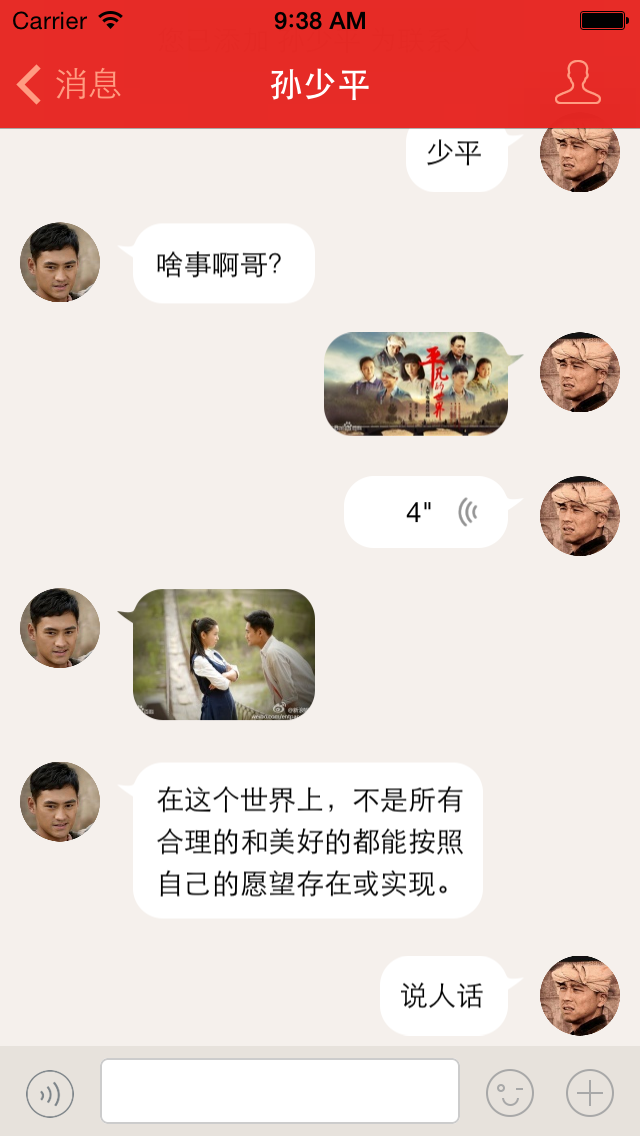 Carrier 9:38 AM
消息 孙少平
少平
啥事啊哥？
平凡的世界
4"
在这个世界上，不是所有
合理的和美好的都能按照
自己的愿望存在或实现。
说人话